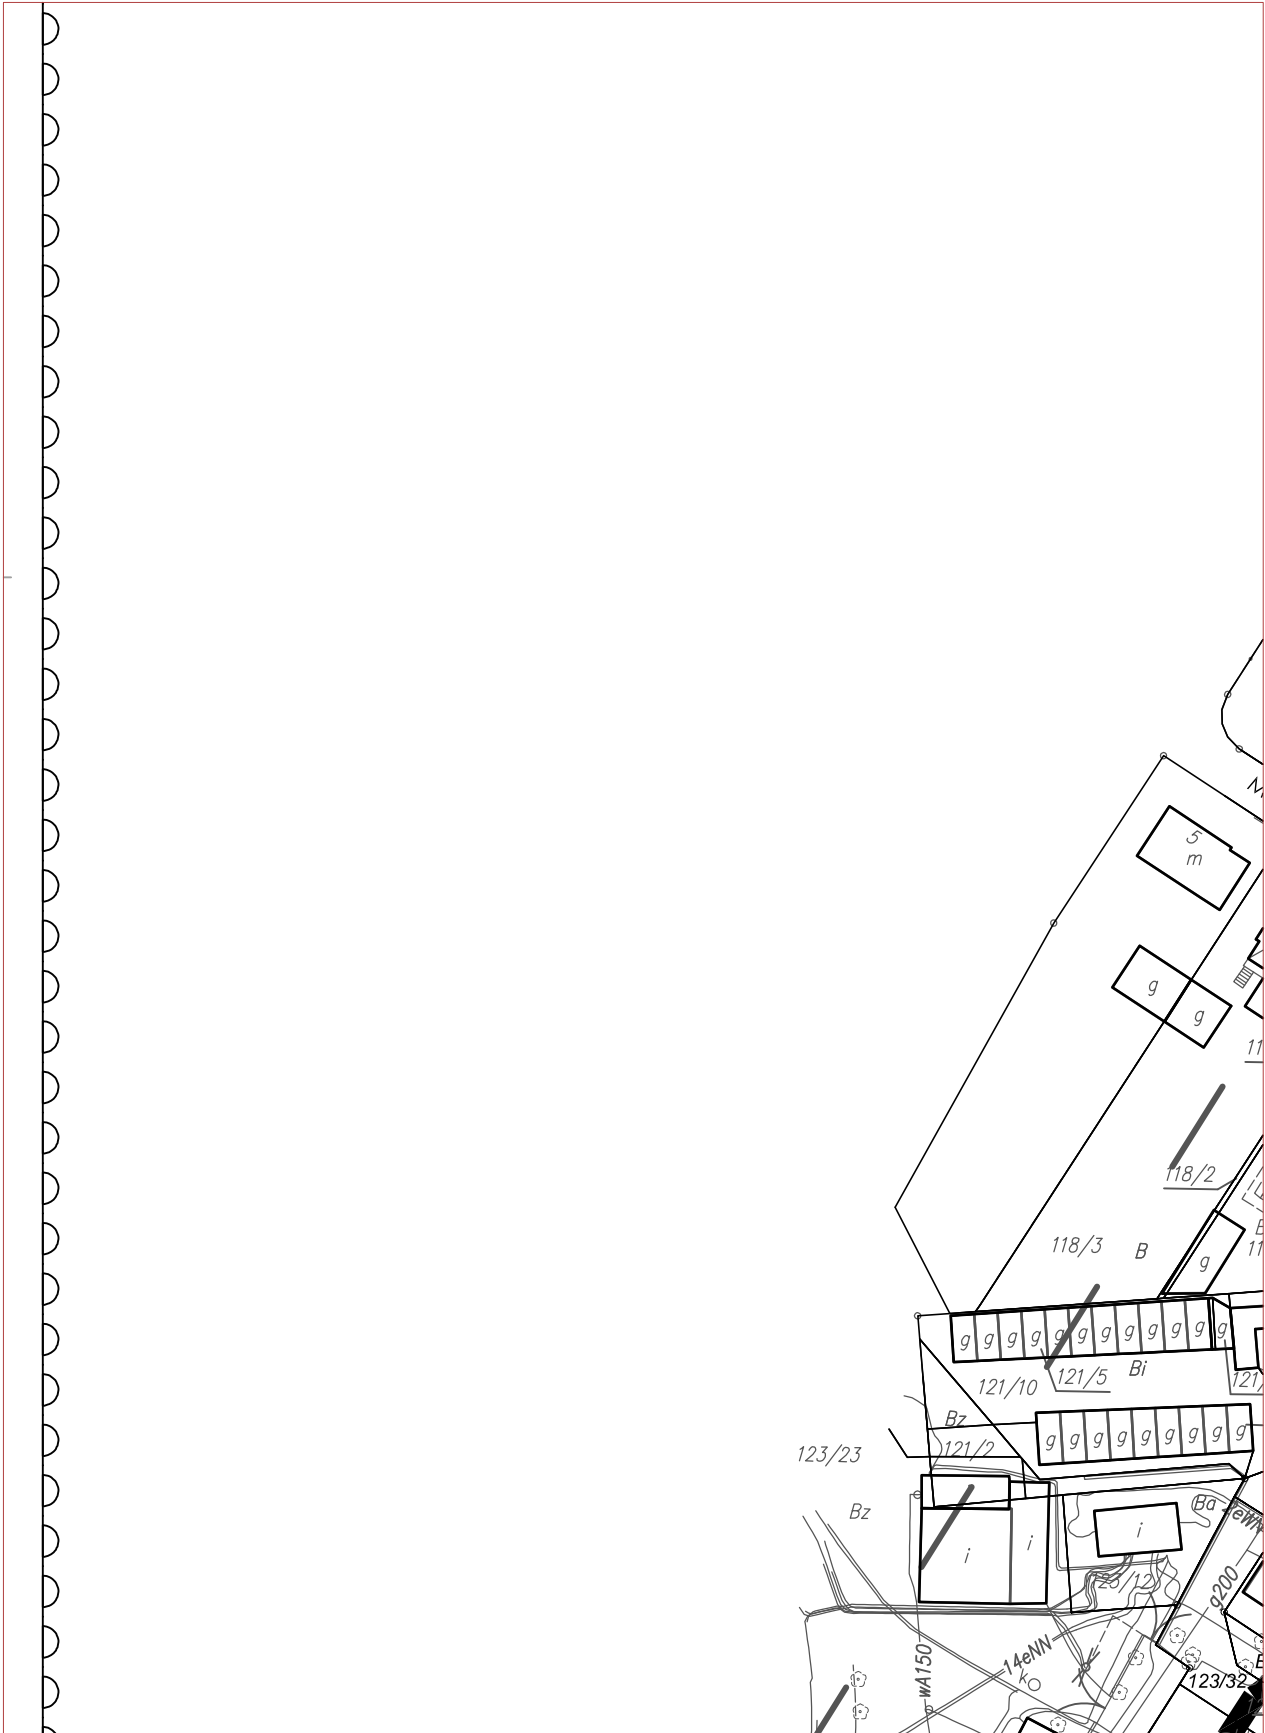 5
m
g
g
118/2
118/3 B
g
g g g g g g g g g g g g
Bi
121/10 121/5
Bz
121/2
g g g g g g g g g
123/23
Bz
Ba
i i i
g200
14eNN
k
wA150
123/32